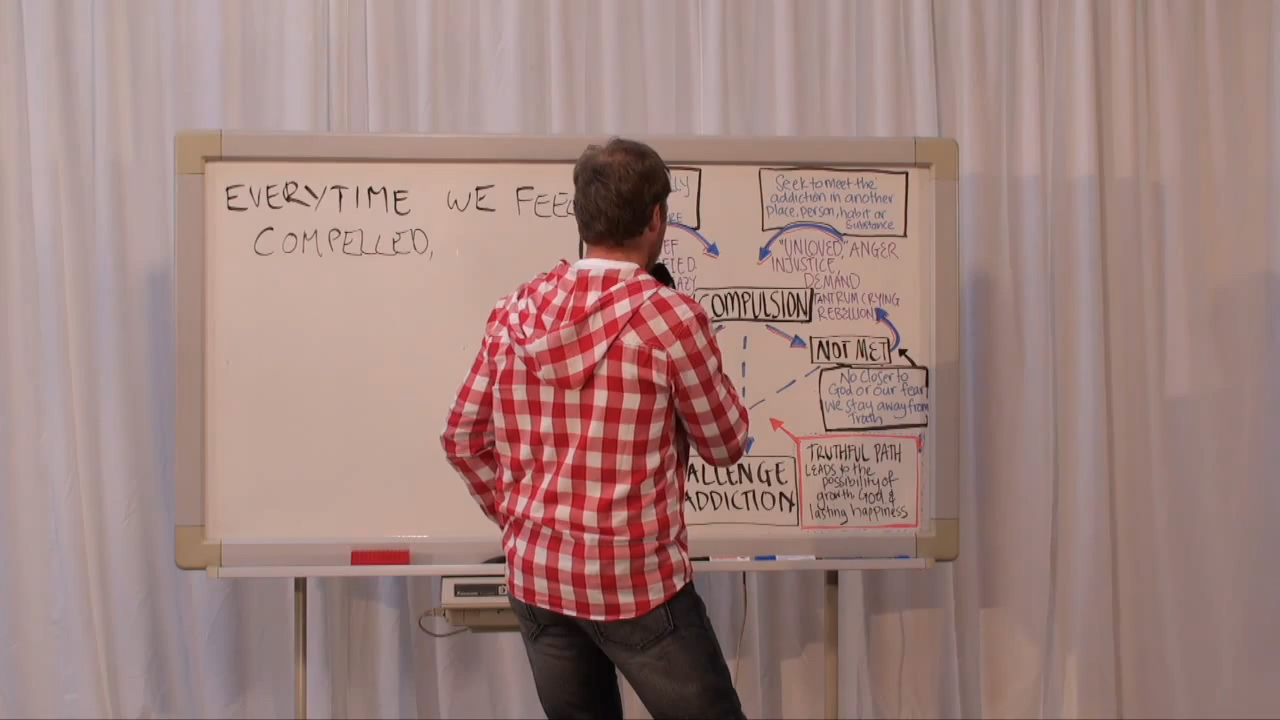 EVERYTIME WE FEEL
COMPELLED,
Seek to meet the
addiction in another
place, person, habit or
substance
"UNLOVED," ANGER
INJUSTICE,
DEMAND
TANTRUM CRYING
REBELLION
COMPULSION
NOT MET
No closer to
God or our fear
We stay away from
Truth
TRUTHFUL PATH
LEADS to the
possibility of
growth God &
lasting happiness
ALLENGE
ADDICTION